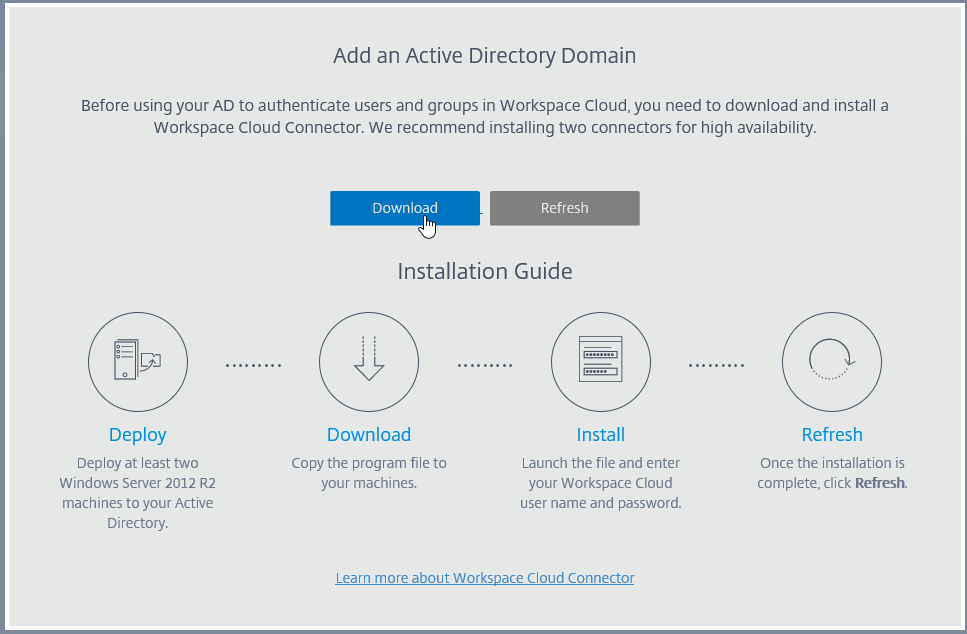 Add an Active Directory Domain
Before using your AD to authenticate users and groups in Workspace Cloud, you need to download and install a
Workspace Cloud Connector. We recommend installing two connectors for high availability.
Download
Refresh
Installation Guide
Deploy
Deploy at least two
Windows Server 2012 R2
machines to your Active
Directory.
Download
Copy the program file to
your machines.
Install
Launch the file and enter
your Workspace Cloud
user name and password.
Refresh
Once the installation is
complete, click Refresh.
Learn more about Workspace Cloud Connector